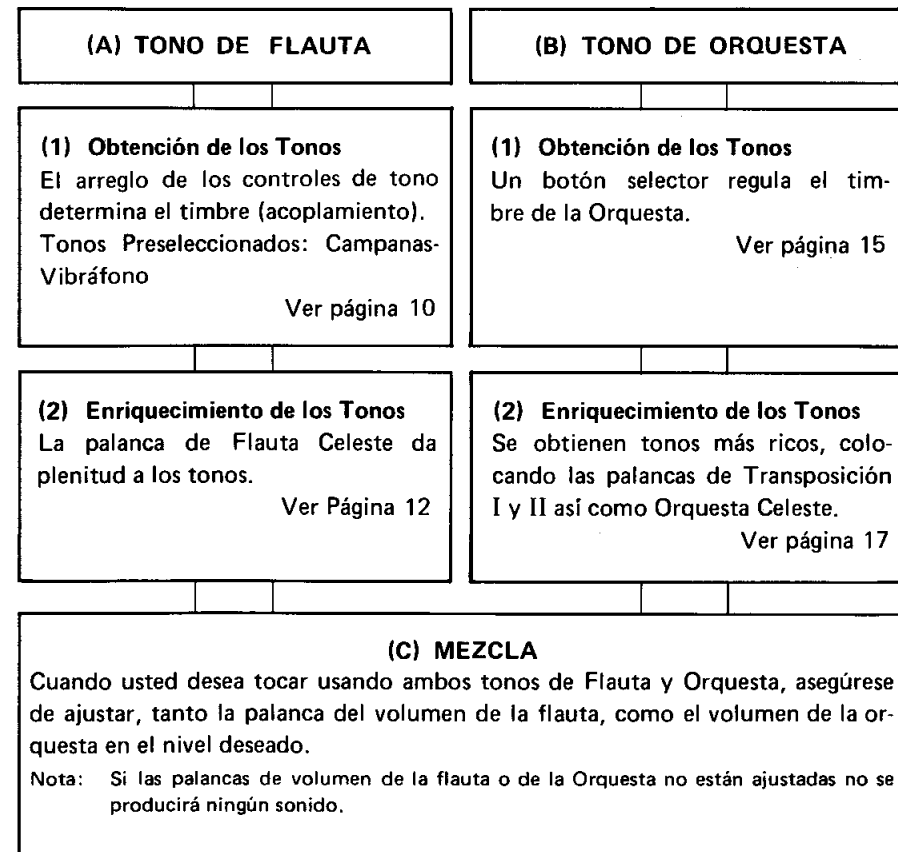 (A) TONO DE FLAUTA
(1) Obtención de los Tonos
El arreglo de los controles de tono
determina el timbre (acoplamiento).
Tonos Preseleccionados: Campanas-
Vibráfono
Ver página 10
(2) Enriquecimiento de los Tonos
La palanca de Flauta Celeste da
plenitud a los tonos.
Ver Página 12
(B) TONO DE ORQUESTA
(1) Obtención de los Tonos
Un botón selector regula el tim-
bre de la Orquesta.
Ver página 15
(2) Enriquecimiento de los Tonos
Se obtienen tonos más ricos, colo-
cando las palancas de Transposición
I y II así como Orquesta Celeste.
Ver página 17
(C) MEZCLA
Cuando usted desea tocar usando ambos tonos de Flauta y Orquesta, asegúrese
de ajustar, tanto la palanca del volumen de la flauta, como el volumen de la or-
questa en el nivel deseado.
Nota: Si las palancas de volumen de la flauta o de la Orquesta no están ajustadas no se
producirá ningún sonido.